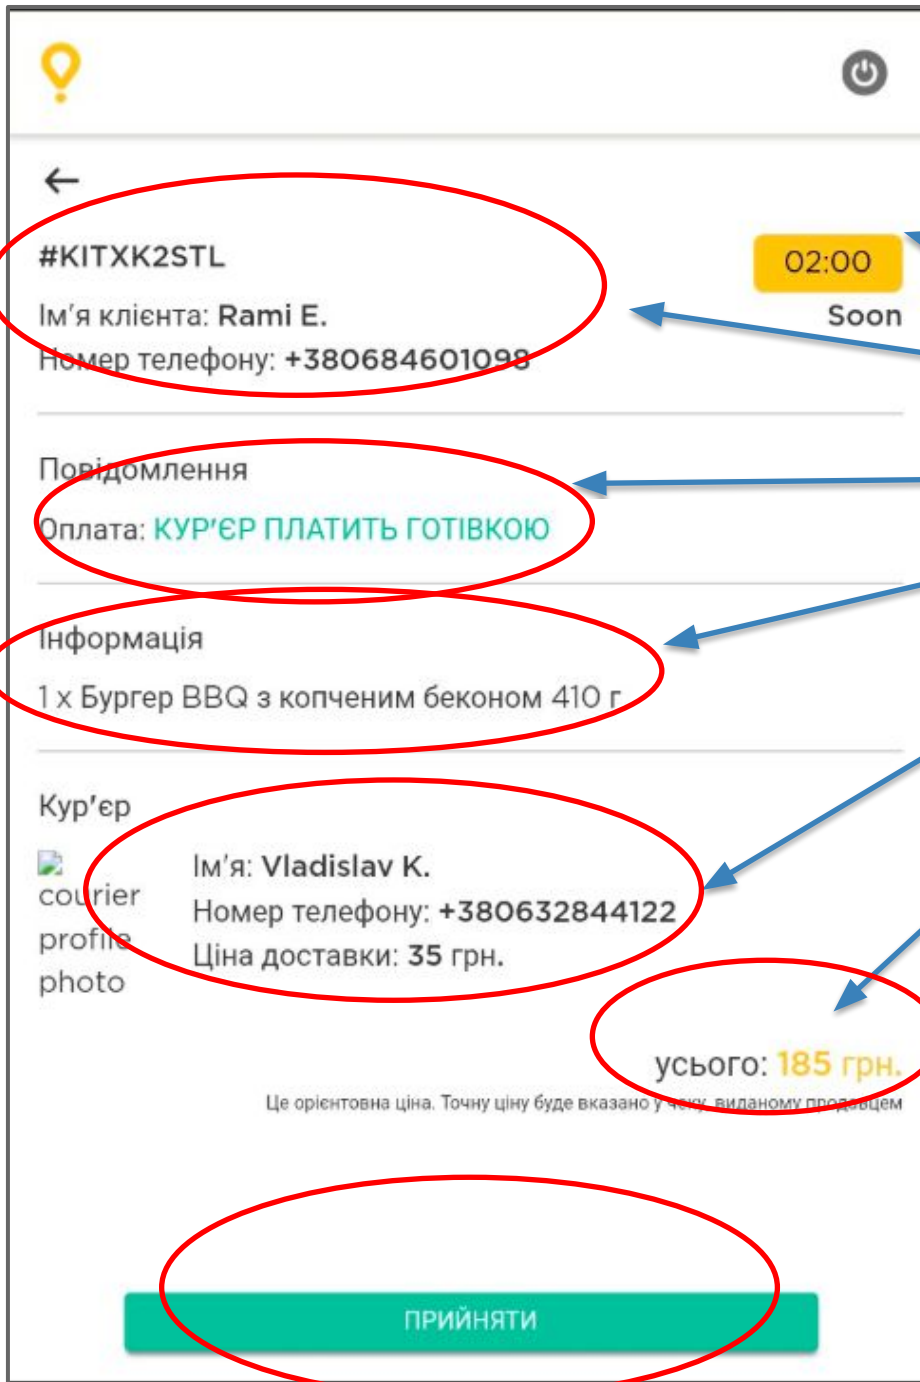 #KITXK2STL
02:00
Ім'я клієнта: Rami E.
Soon
Номер телефону: +380684601098
Повідомлення
Оплата: КУР'ЄР ПЛАТИТЬ ГОТІВКОЮ
Інформація
1 x Бургер BBQ з копченим беконом 410 г
Кур'єр
courier
profile
photo
Ім'я: Vladislav K.
Номер телефону: +380632844122
Ціна доставки: 35 грн.
усього: 185 грн.
Це орієнтовна ціна. Точну ціну буде вказано у чеку, виданому продавцем
ПРИЙНЯТИ